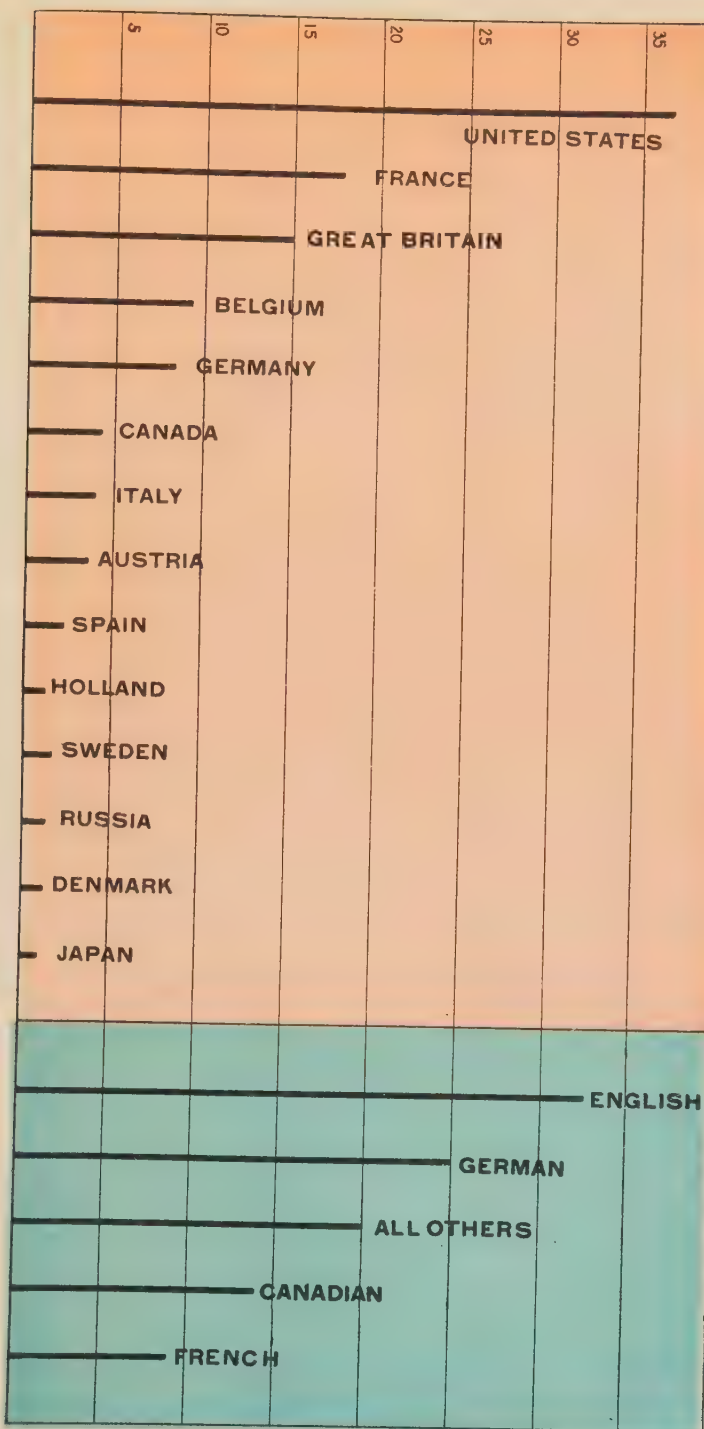 5 10 15 20 25 30 35
UNITED STATES
FRANCE
GREAT BRITAIN
BELGIUM
GERMANY
CANADA
ITALY
AUSTRIA
SPAIN
HOLLAND
SWEDEN
RUSSIA
DENMARK
JAPAN
ENGLISH
GERMAN
ALL OTHERS
CANADIAN
FRENCH